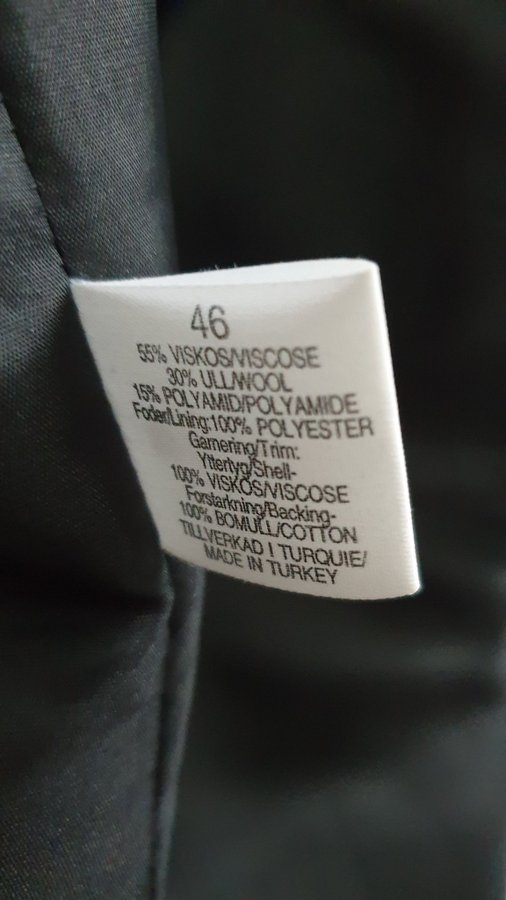 46
55% VISKOS/VISCOSE
30% ULL/WOOL
15% POLYAMID/POLYAMIDE
Foder/Lining:100% POLYESTER
Garnering/Trim:
Yttertyg/Shell-
100% VISKOS/VISCOSE
Forstarkning/Backing-
100% BOMULL/COTTON
TILLVERKAD I TURQUIE/
MADE IN TURKEY